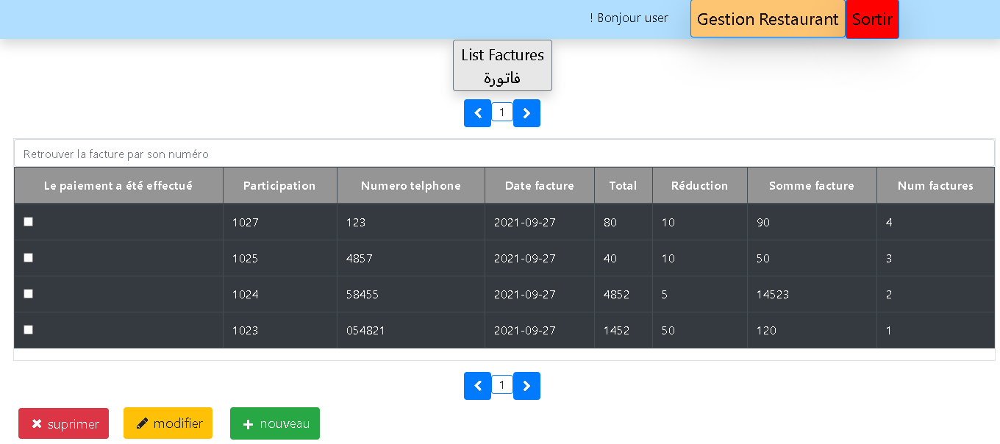 ! Bonjour user
Gestion Restaurant
Sortir
List Factures
فاتورة
1
Retrouver la facture par son numéro
Le paiement a été effectué Participation Numero telphone Date facture Total Réduction Somme facture Num factures
1027 123 2021-09-27 80 10 90 4
1025 4857 2021-09-27 40 10 50 3
1024 58455 2021-09-27 4852 5 14523 2
1023 054821 2021-09-27 1452 50 120 1
1
suprimer
modifier
nouveau